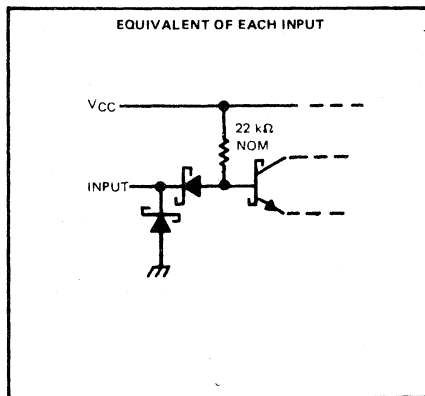 EQUIVALENT OF EACH INPUT
VCC
22 kΩ
NOM
INPUT